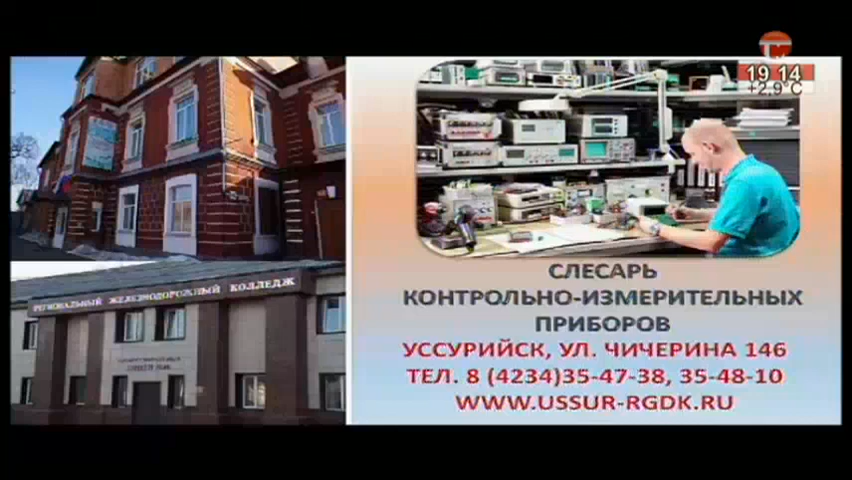 19 14
+2,9 C
РЕГИОНАЛЬНЫЙ ЖЕЛЕЗНОДОРОЖНЫЙ КОЛЛЕДЖ
СЛЕСАРЬ
КОНТРОЛЬНО-ИЗМЕРИТЕЛЬНЫХ
ПРИБОРОВ
УССУРИЙСК, УЛ. ЧИЧЕРИНА 146
ТЕЛ. 8 (4234)35-47-38, 35-48-10
WWW.USSUR-RGDK.RU